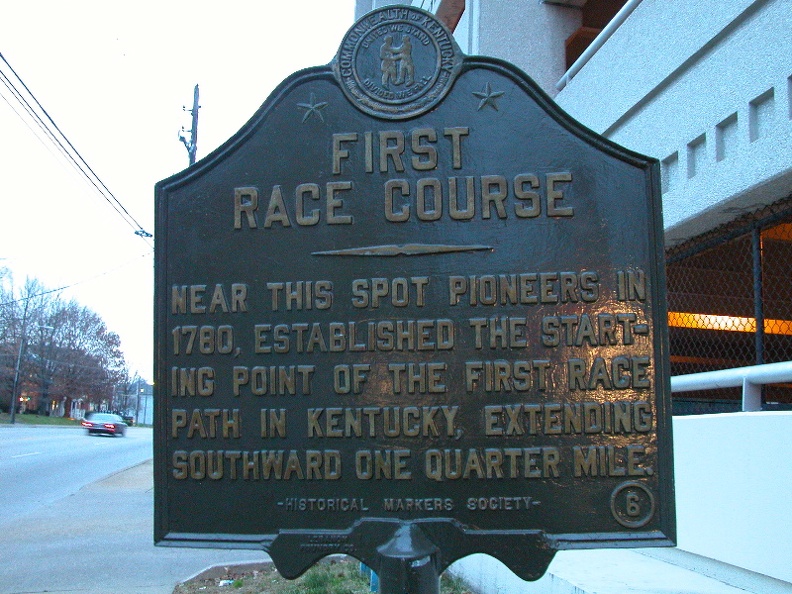 COMMONWEALTH OF KENTUCKY
UNITED WE STAND
DIVIDED WE FALL
FIRST
RACE COURSE
NEAR THIS SPOT PIONEERS IN
1780, ESTABLISHED THE START-
ING POINT OF THE FIRST RACE
PATH IN KENTUCKY, EXTENDING
SOUTHWARD ONE QUARTER MILE.
-HISTORICAL MARKERS SOCIETY-
6